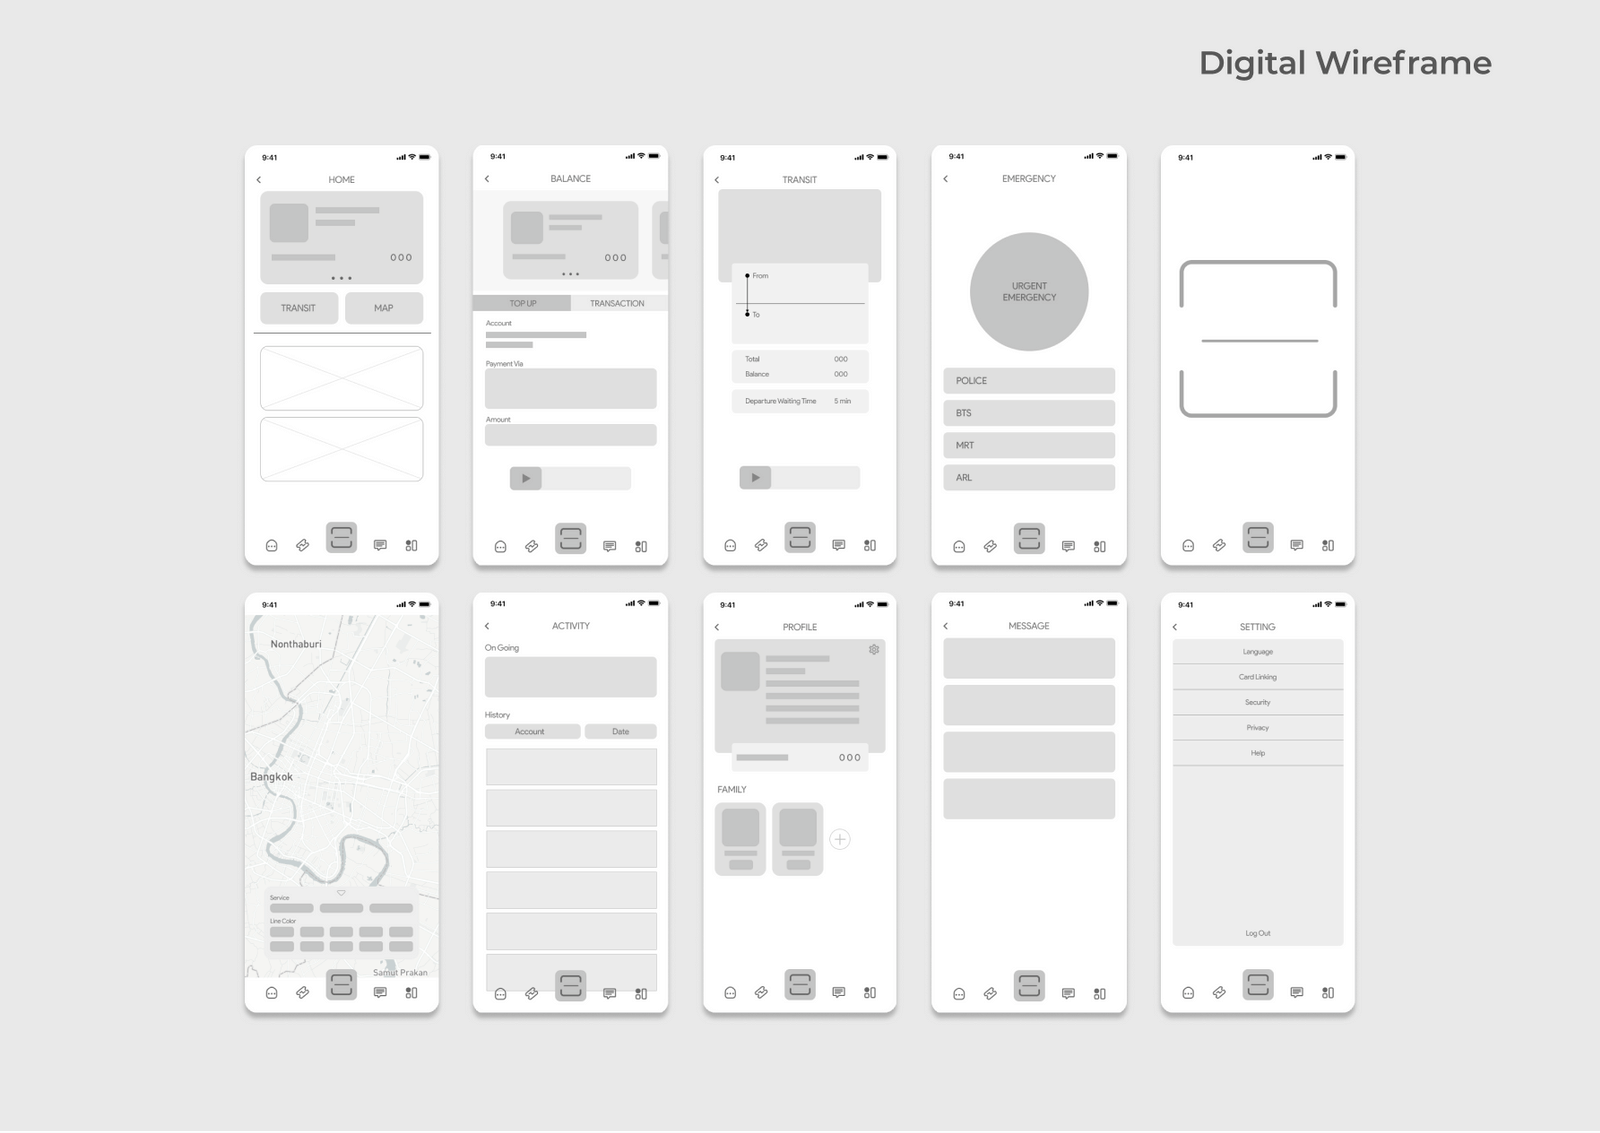 Digital Wireframe
9:41
HOME
000
TRANSIT
MAP
9:41
BALANCE
000
TOP UP
TRANSACTION
Account
Payment Via
Amount
9:41
TRANSIT
From
To
Total 000
Balance 000
Departure Waiting Time 5 min
9:41
EMERGENCY
URGENT
EMERGENCY
POLICE
BTS
MRT
ARL
9:41
9:41
Nonthaburi
Bangkok
Service
Line Color
Samut Prakan
9:41
ACTIVITY
On Going
History
Account
Date
9:41
PROFILE
000
FAMILY
9:41
MESSAGE
9:41
SETTING
Language
Card Linking
Security
Privacy
Help
Log Out